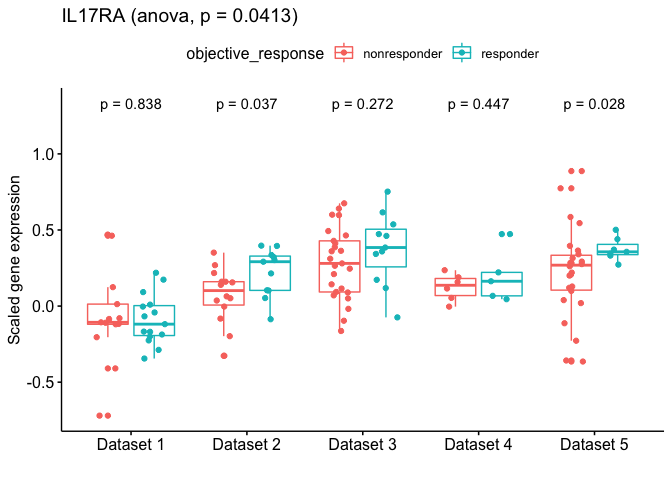 IL17RA (anova, p = 0.0413)
objective_response nonresponder responder
p = 0.838 p = 0.037 p = 0.272 p = 0.447 p = 0.028
Scaled gene expression
1.0
0.5
0.0
-0.5
Dataset 1 Dataset 2 Dataset 3 Dataset 4 Dataset 5